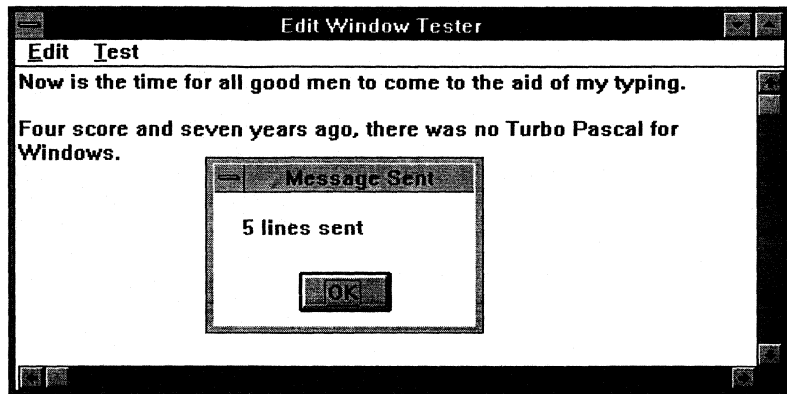 Edit Window Tester
Edit Test
Now is the time for all good men to come to the aid of my typing.
Four score and seven years ago, there was no Turbo Pascal for
Windows.
Message Sent
5 lines sent
OK